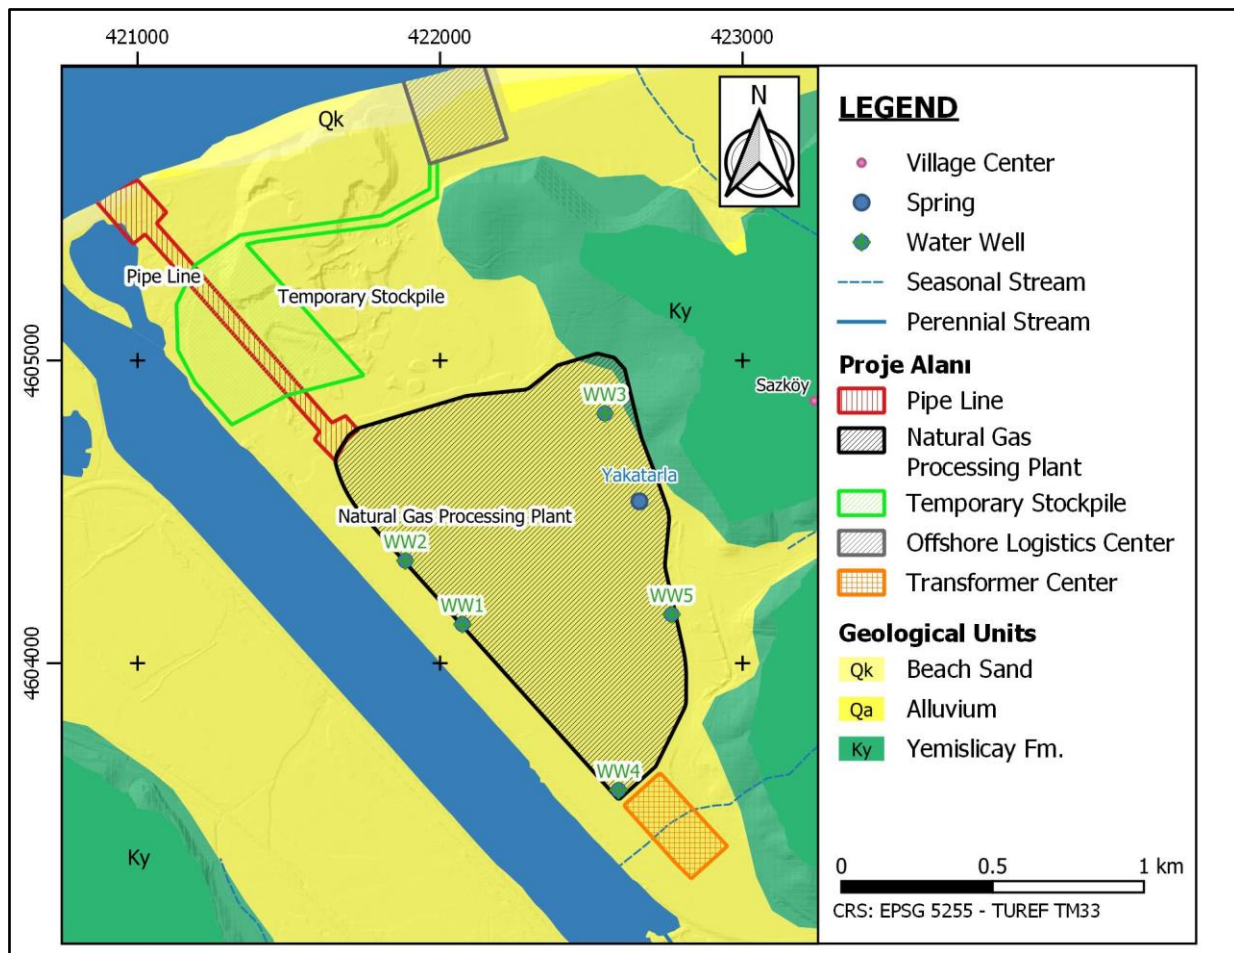 421000
422000
423000
4605000
4604000
Qk
Pipe Line
Temporary Stockpile
Ky
Sazköy
WW3
Yakatarla
Natural Gas Processing Plant
WW2
WW1
WW5
WW4
Ky
N
LEGEND
Village Center
Spring
Water Well
Seasonal Stream
Perennial Stream
Proje Alanı
Pipe Line
Natural Gas
Processing Plant
Temporary Stockpile
Offshore Logistics Center
Transformer Center
Geological Units
Qk Beach Sand
Qa Alluvium
Ky Yemislicay Fm.
0 0.5 1 km
CRS: EPSG 5255 - TUREF TM33